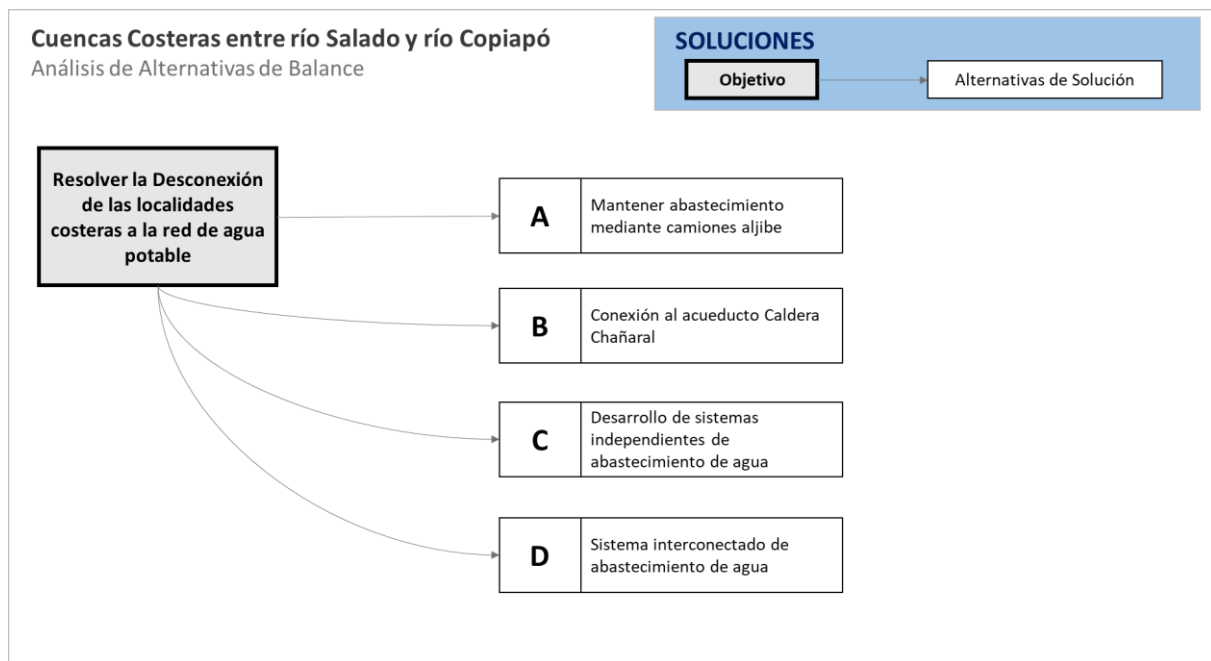 Cuencas Costeras entre río Salado y río Copiapó
Análisis de Alternativas de Balance
SOLUCIONES
Objetivo
Alternativas de Solución
Resolver la Desconexión
de las localidades
costeras a la red de agua
potable
A
Mantener abastecimiento
mediante camiones aljibe
B
Conexión al acueducto Caldera
Chañaral
C
Desarrollo de sistemas
independientes de
abastecimiento de agua
D
Sistema interconectado de
abastecimiento de agua